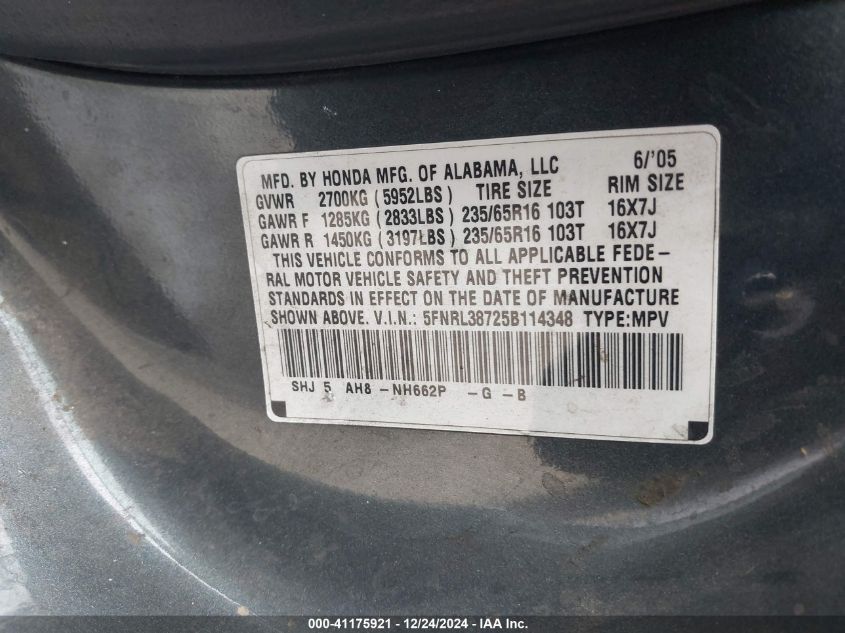 MFD. BY HONDA MFG. OF ALABAMA, LLC 6/'05
GVWR 2700KG (5952LBS) TIRE SIZE RIM SIZE
GAWR F 1285KG (2833LBS) 235/65R16 103T 16X7J
GAWR R 1450KG (3197LBS) 235/65R16 103T 16X7J
THIS VEHICLE CONFORMS TO ALL APPLICABLE FEDE-
RAL MOTOR VEHICLE SAFETY AND THEFT PREVENTION
STANDARDS IN EFFECT ON THE DATE OF MANUFACTURE
SHOWN ABOVE. V.I.N.: 5FNRL38725B114348 TYPE:MPV
SHJ 5 AH8 -NH662P -G -B
000-41175921 - 12/24/2024 - IAA Inc.